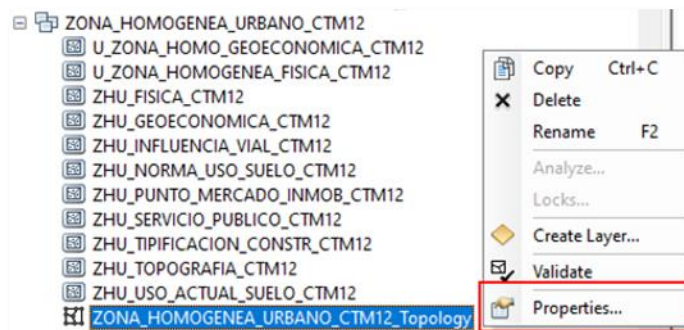 ZONA_HOMOGENEA_URBANO_CTM12
U_ZONA_HOMO_GEOECONOMICA_CTM12
U_ZONA_HOMOGENEA_FISICA_CTM12
ZHU_FISICA_CTM12
ZHU_GEOECONOMICA_CTM12
ZHU_INFLUENCIA_VIAL_CTM12
ZHU_NORMA_USO_SUELO_CTM12
ZHU_PUNTO_MERCADO_INMOB_CTM12
ZHU_SERVICIO_PUBLICO_CTM12
ZHU_TIPIFICACION_CONSTR_CTM12
ZHU_TOPOGRAFIA_CTM12
ZHU_USO_ACTUAL_SUELO_CTM12
ZONA_HOMOGENEA_URBANO_CTM12_Topology
Copy Ctrl+C
Delete
Rename F2
Analyze...
Locks...
Create Layer...
Validate
Properties...